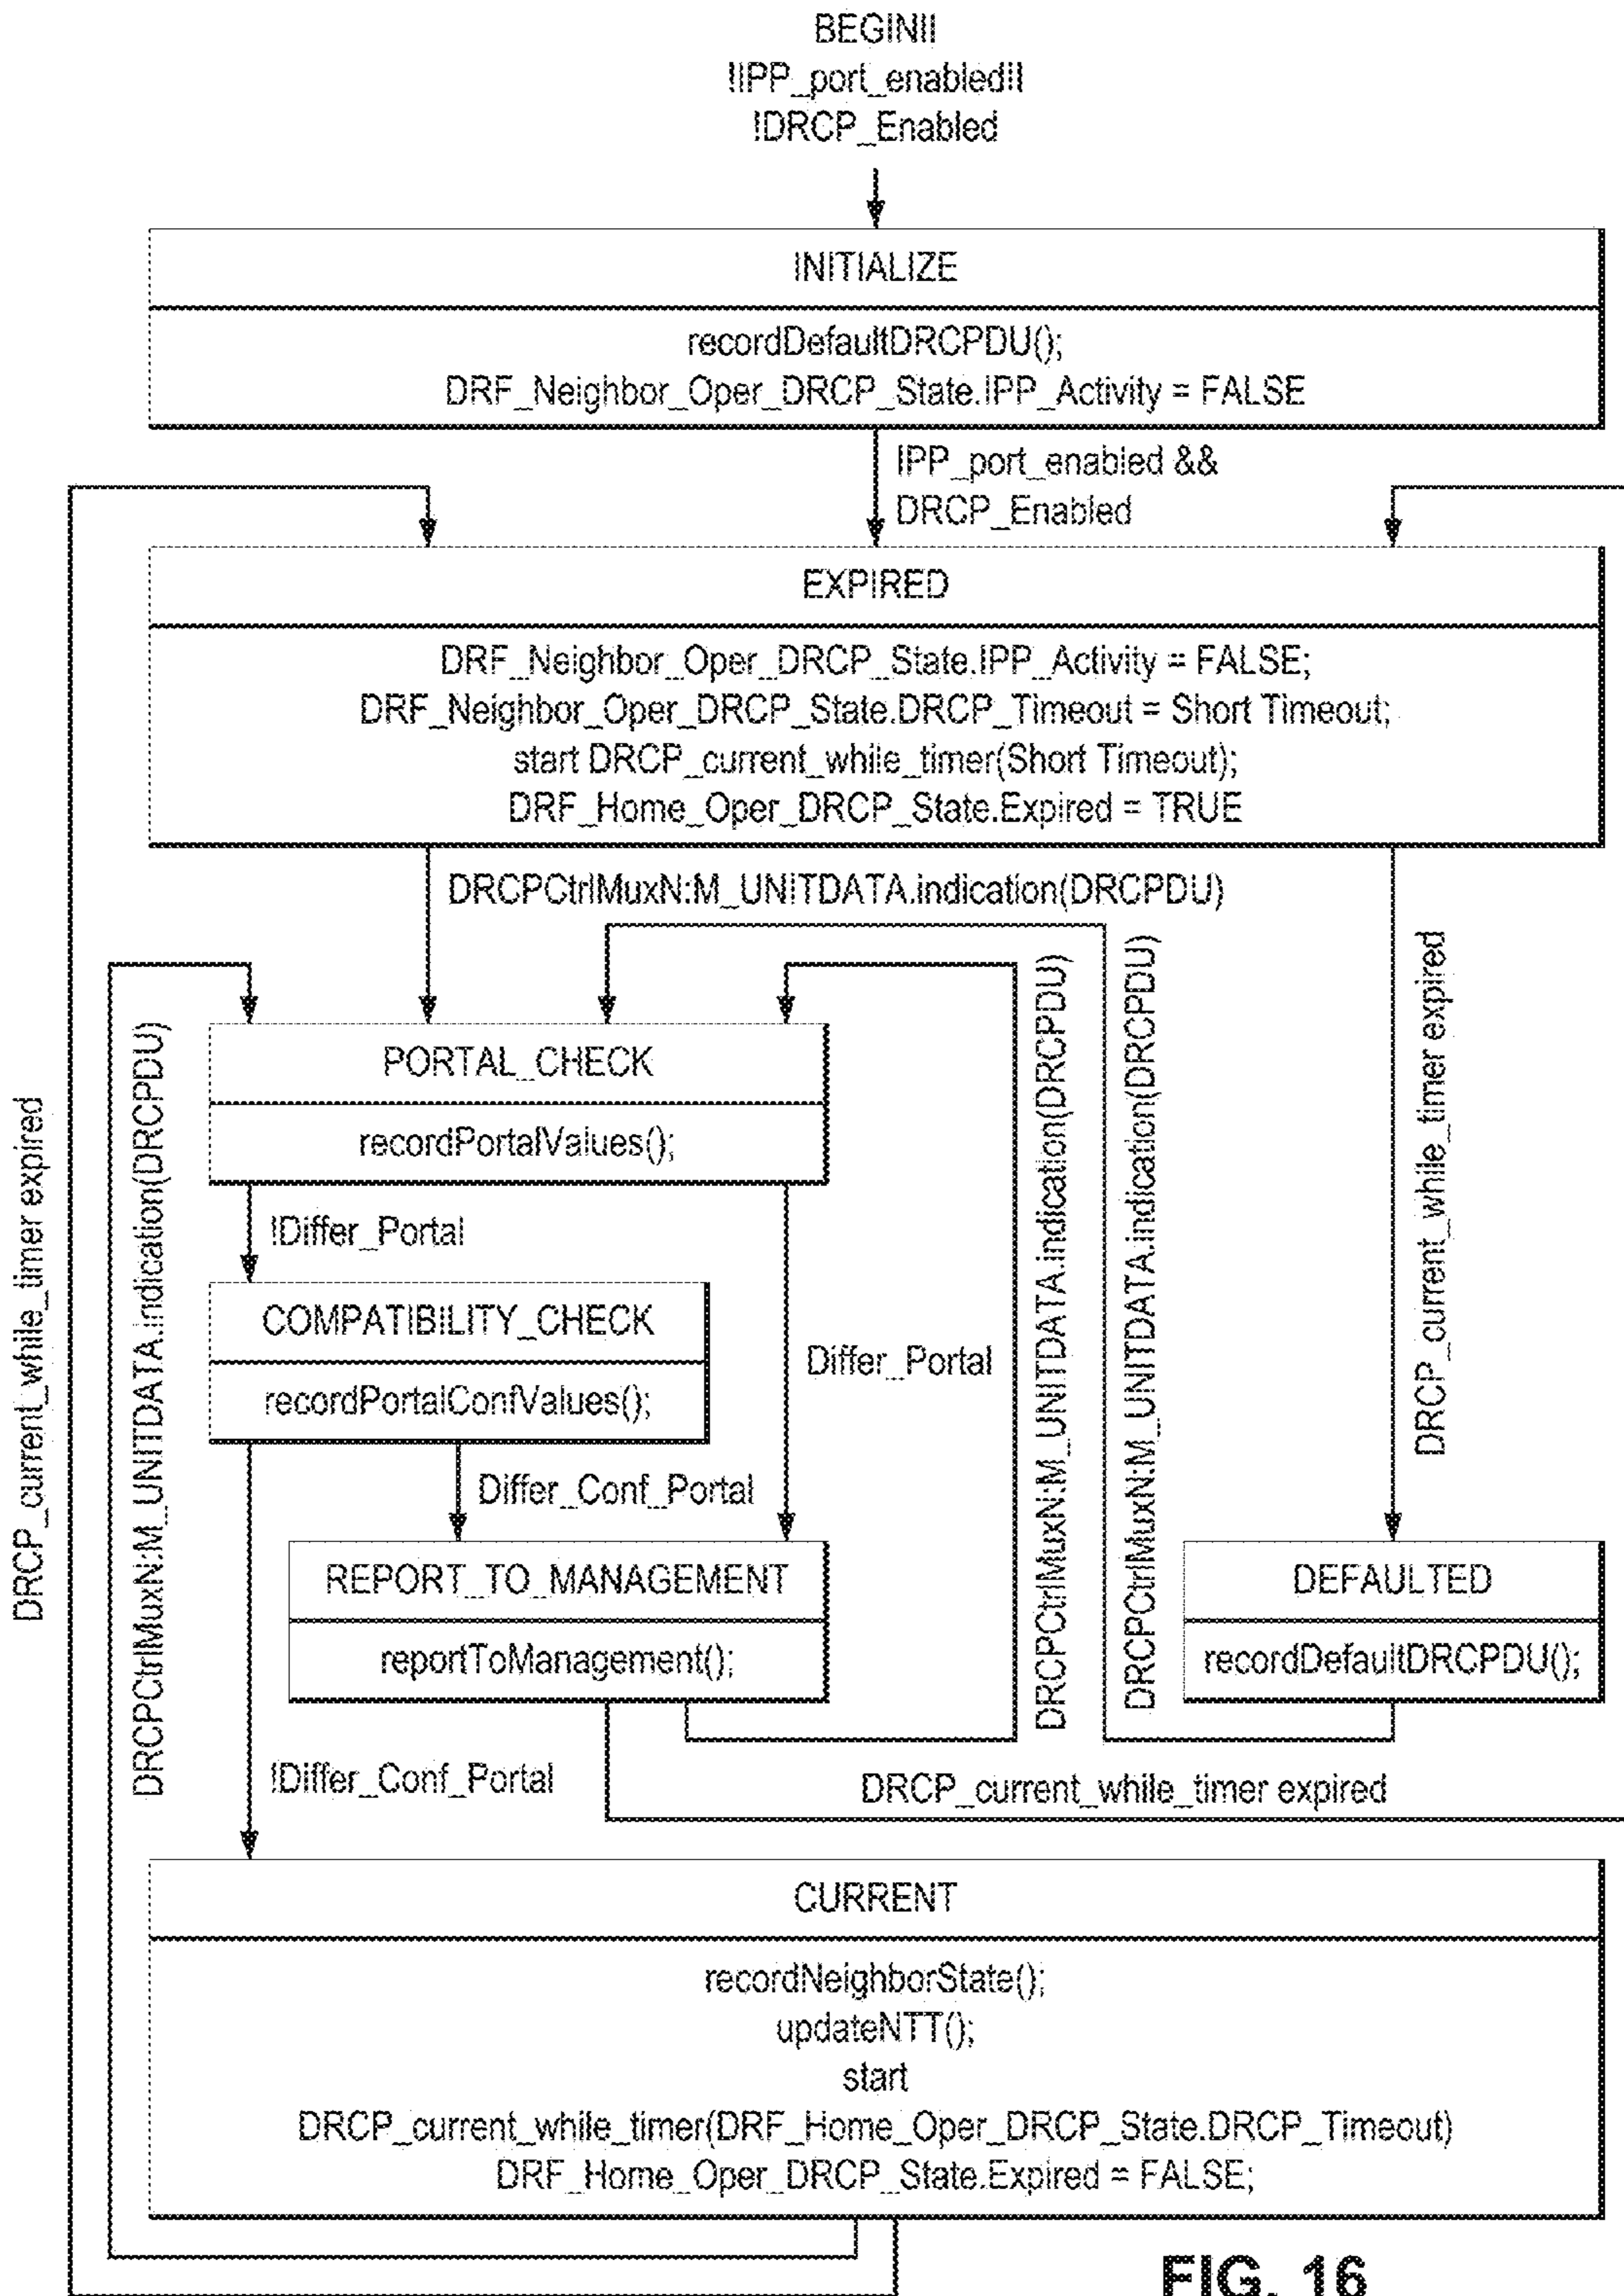 BEGIN||
!IPP_port_enabled||
!DRCP_Enabled
INITIALIZE
recordDefaultDRCPDU();
DRF_Neighbor_Oper_DRCP_State.IPP_Activity = FALSE
IPP_port_enabled &&
DRCP_Enabled
EXPIRED
DRF_Neighbor_Oper_DRCP_State.IPP_Activity = FALSE;
DRF_Neighbor_Oper_DRCP_State.DRCP_Timeout = Short Timeout;
start DRCP_current_while_timer(Short Timeout);
DRF_Home_Oper_DRCP_State.Expired = TRUE
DRCPCtrlMuxN:M_UNITDATA.indication(DRCPDU)
DRCP_current_while_timer expired
DRCPCtrlMuxN:M_UNITDATA.indication(DRCPDU)
PORTAL_CHECK
recordPortalValues();
DRCPCtrlMuxN:M_UNITDATA.indication(DRCPDU)
DRCPCtrlMuxN:M_UNITDATA.indication(DRCPDU)
DRCP_current_while_timer expired
!Differ_Portal
COMPATIBILITY_CHECK
recordPortalConfValues();
Differ_Portal
Differ_Conf_Portal
REPORT_TO_MANAGEMENT
reportToManagement();
DEFAULTED
recordDefaultDRCPDU();
!Differ_Conf_Portal
DRCP_current_while_timer expired
CURRENT
recordNeighborState();
updateNTT();
start
DRCP_current_while_timer(DRF_Home_Oper_DRCP_State.DRCP_Timeout)
DRF_Home_Oper_DRCP_State.Expired = FALSE;
FIG. 16